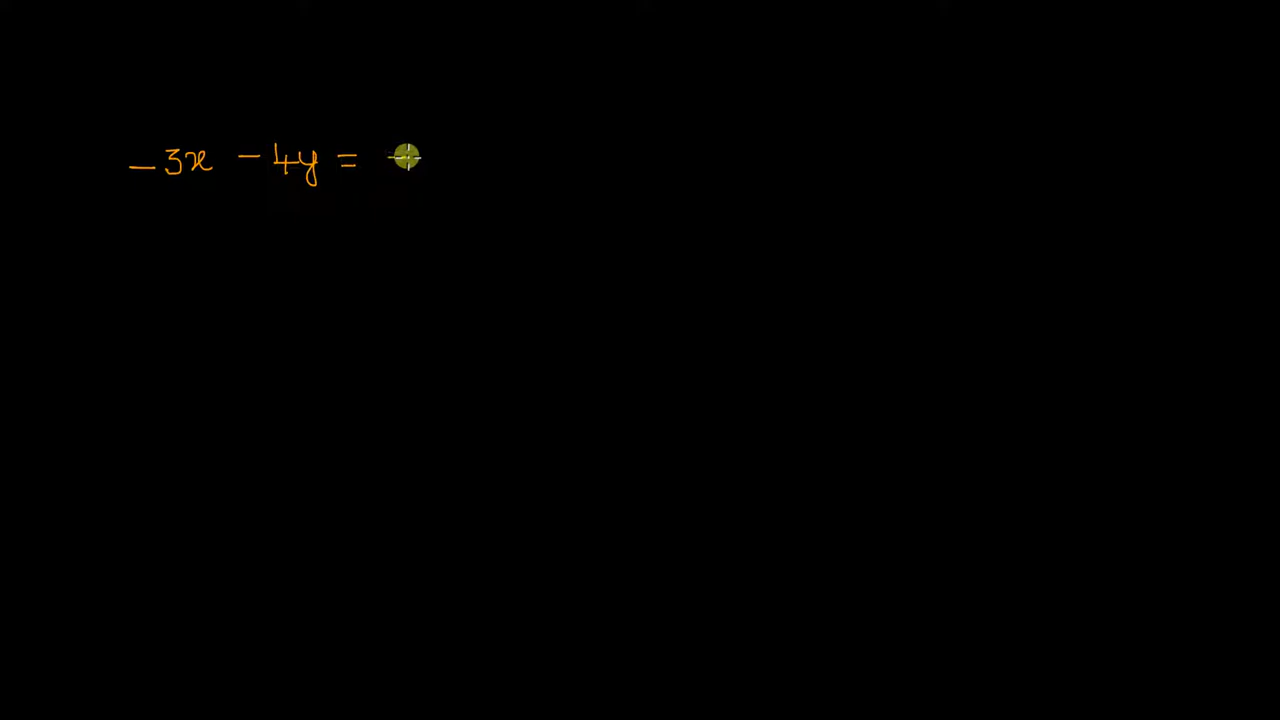 -3x - 4y = -